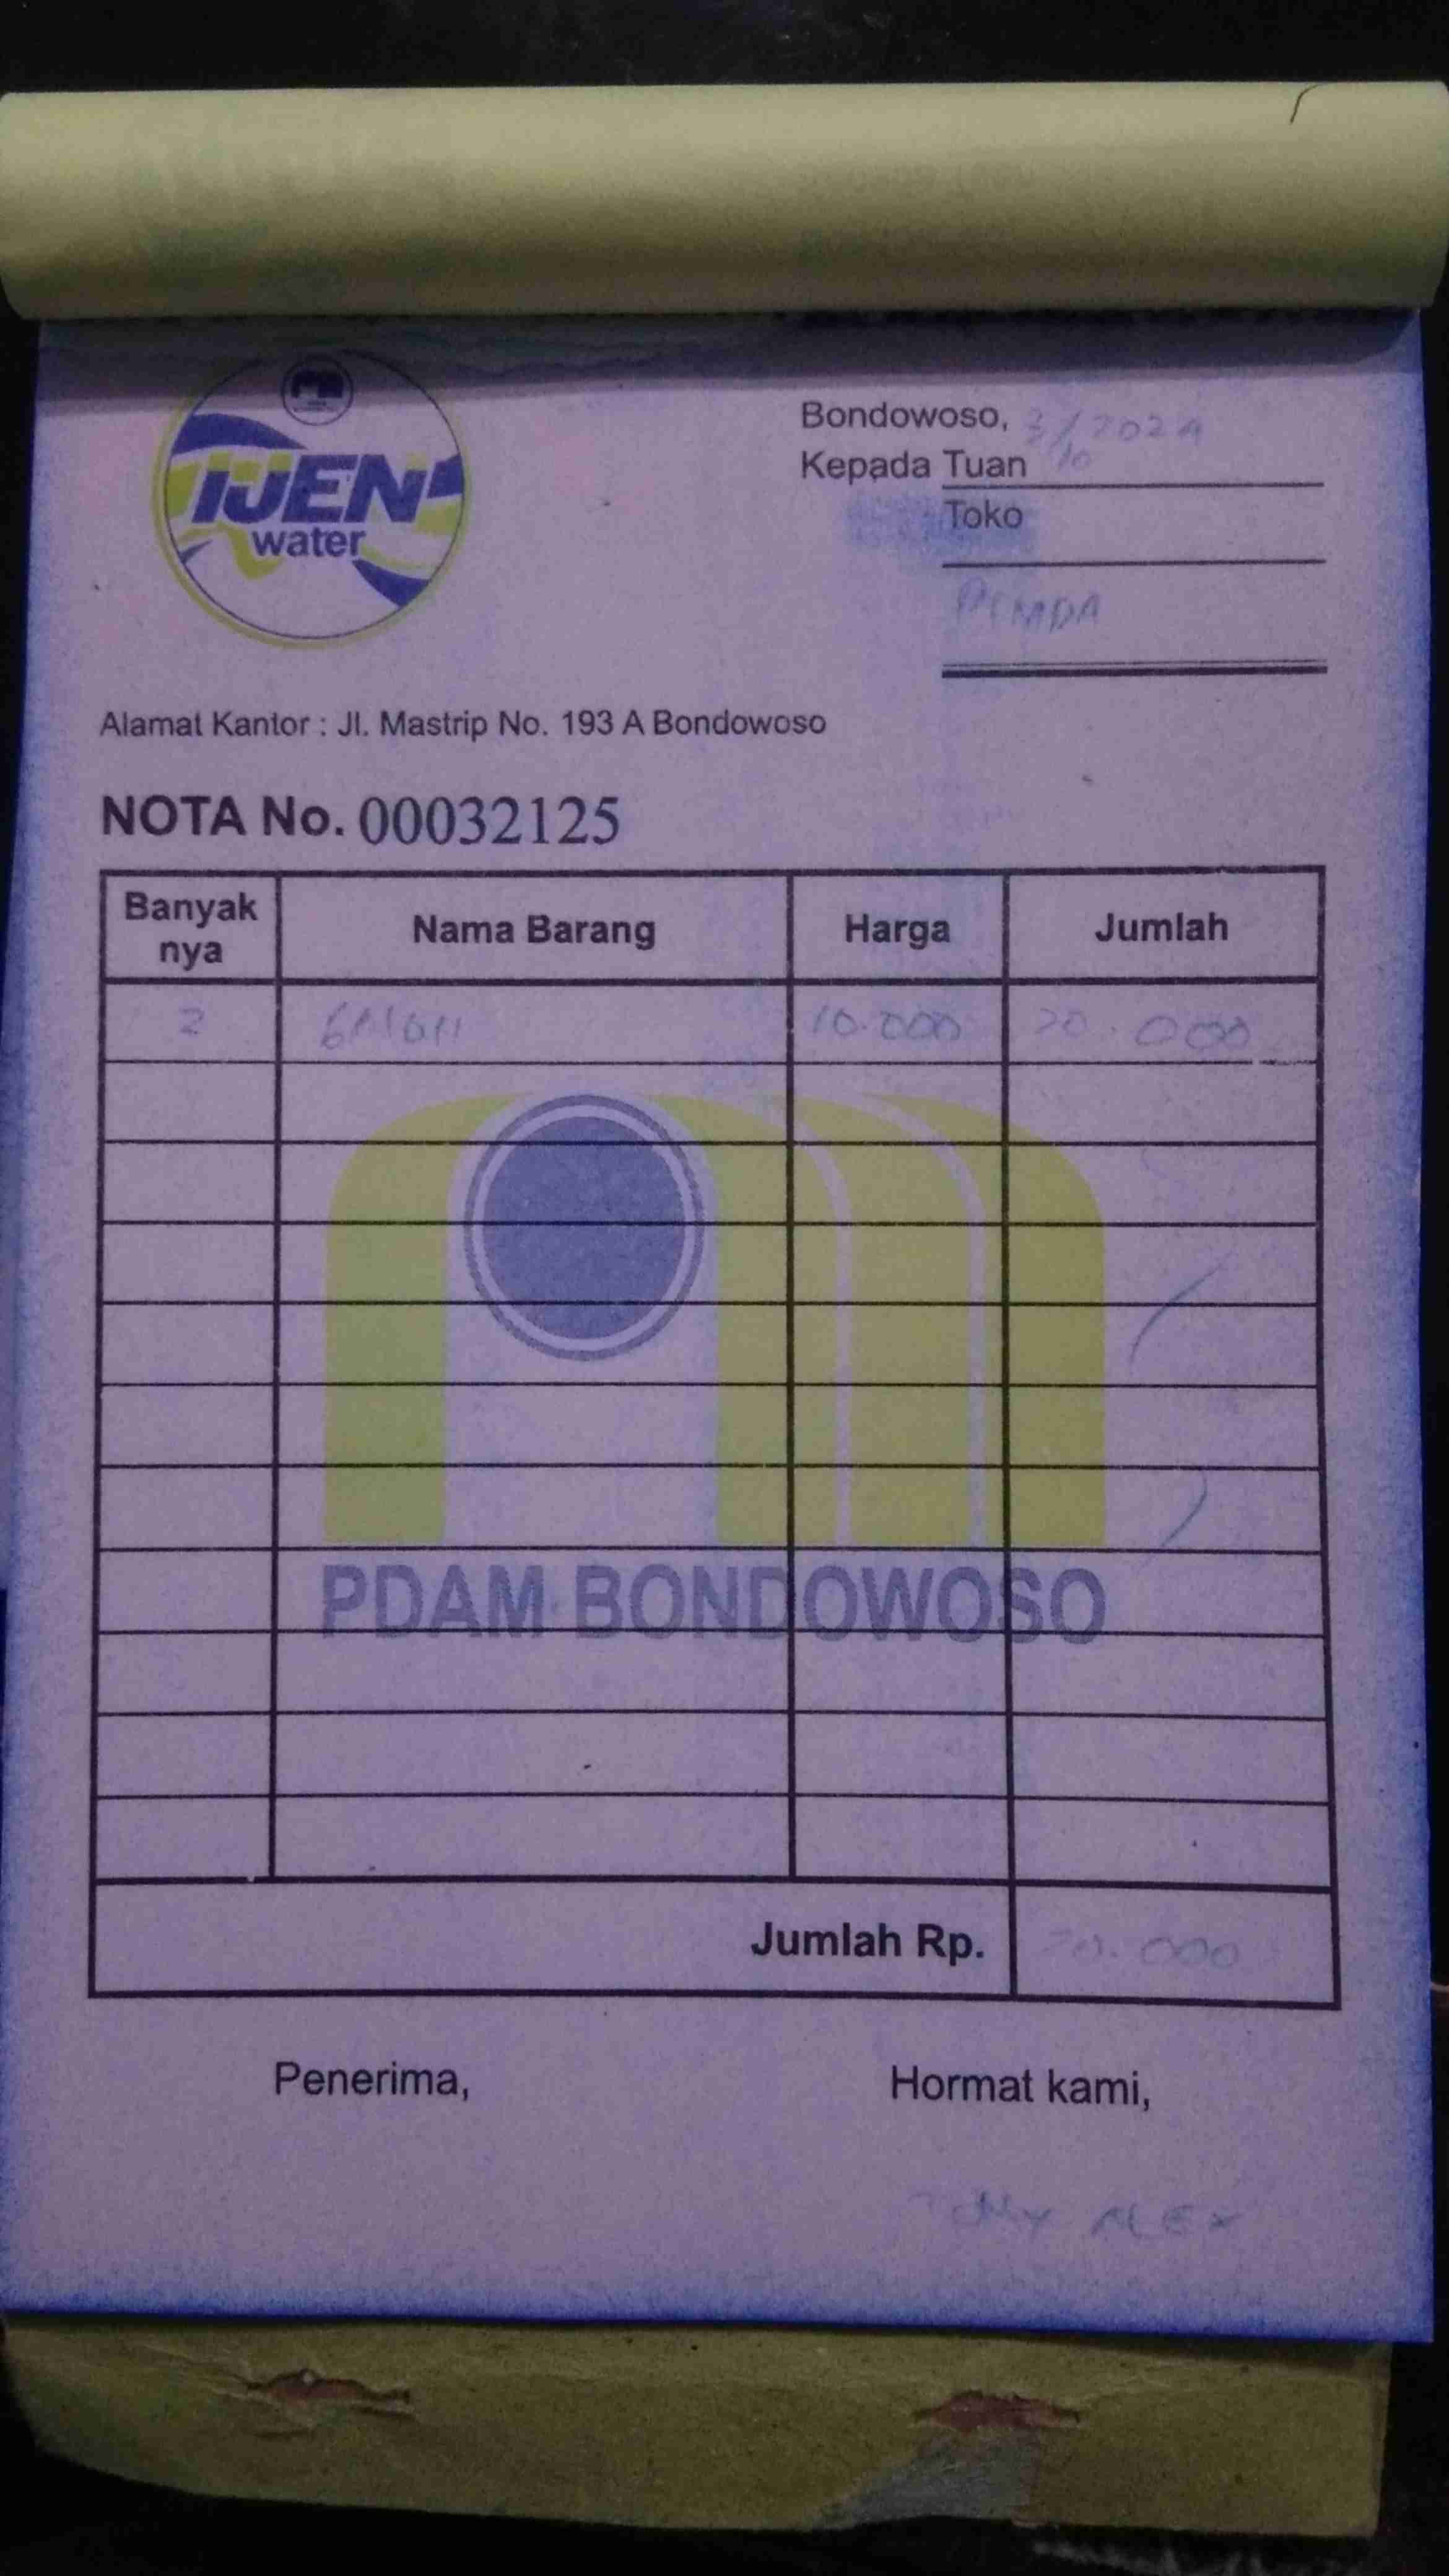 IJEN
water
Bondowoso, 3/10 2024
Kepada Tuan
Toko
PEMDA
Alamat Kantor : Jl. Mastrip No. 193 A Bondowoso
NOTA No. 00032125
Banyak nya Nama Barang Harga Jumlah
2 GALON 10.000 20.000
PDAM BONDOWOSO
Jumlah Rp. 20.000
Penerima, Hormat kami,
ALEX